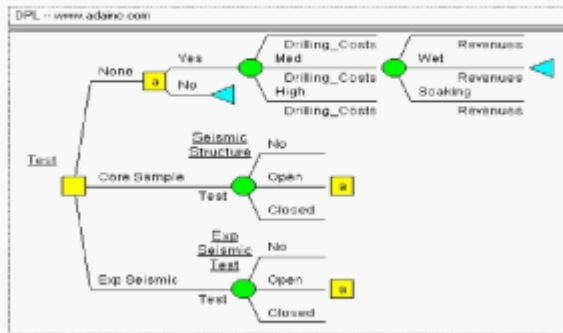 DPL -- www.adainc.com
None
a
Yes
No
Drilling_Costs
Med
Drilling_Costs
High
Drilling_Costs
Revenues
Wet
Revenues
Soaking
Revenues
Test
Core Sample
Test
Seismic
Structure
No
Open
a
Closed
Exp Seismic
Test
Exp
Seismic
Test
No
Open
a
Closed